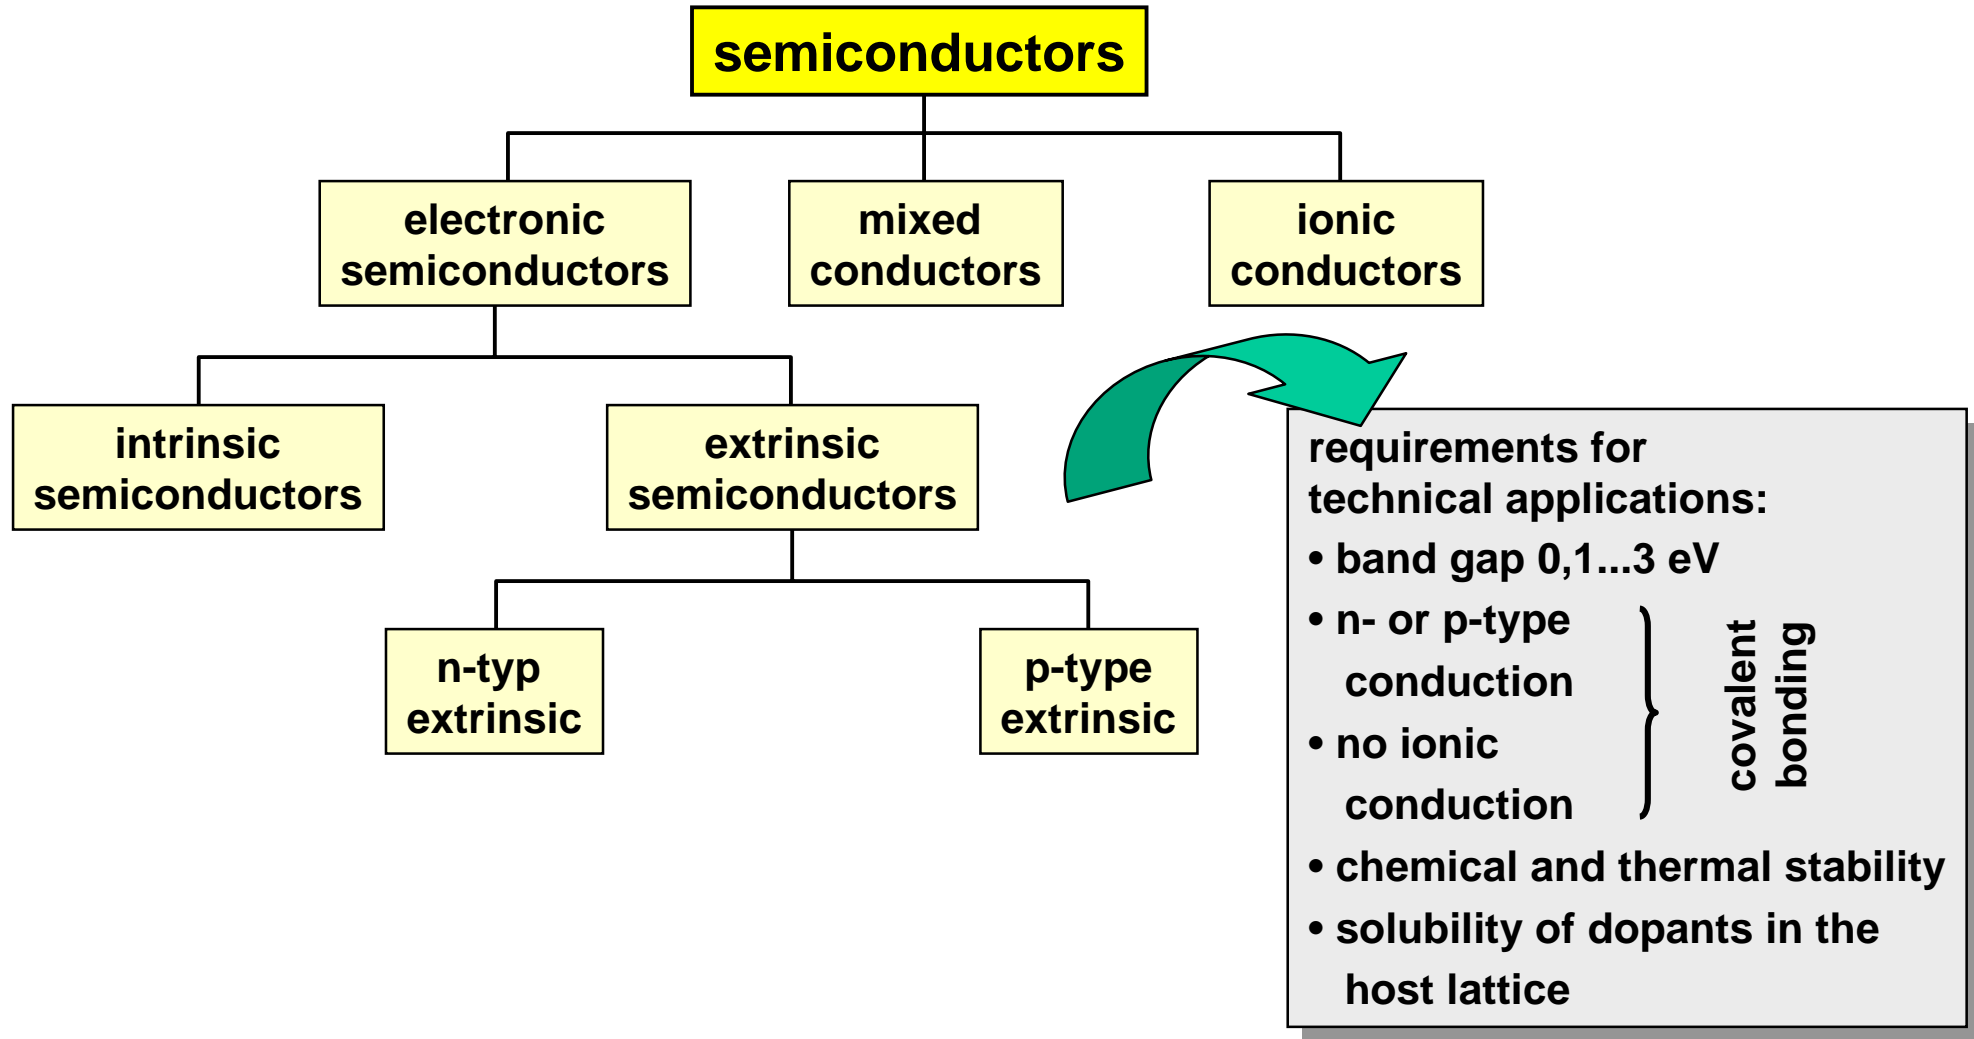 semiconductors
electronic
semiconductors
mixed
conductors
ionic
conductors
intrinsic
semiconductors
extrinsic
semiconductors
n-typ
extrinsic
p-type
extrinsic
requirements for
technical applications:
• band gap 0,1...3 eV
• n- or p-type
conduction
• no ionic
conduction
covalent
bonding
• chemical and thermal stability
• solubility of dopants in the
host lattice